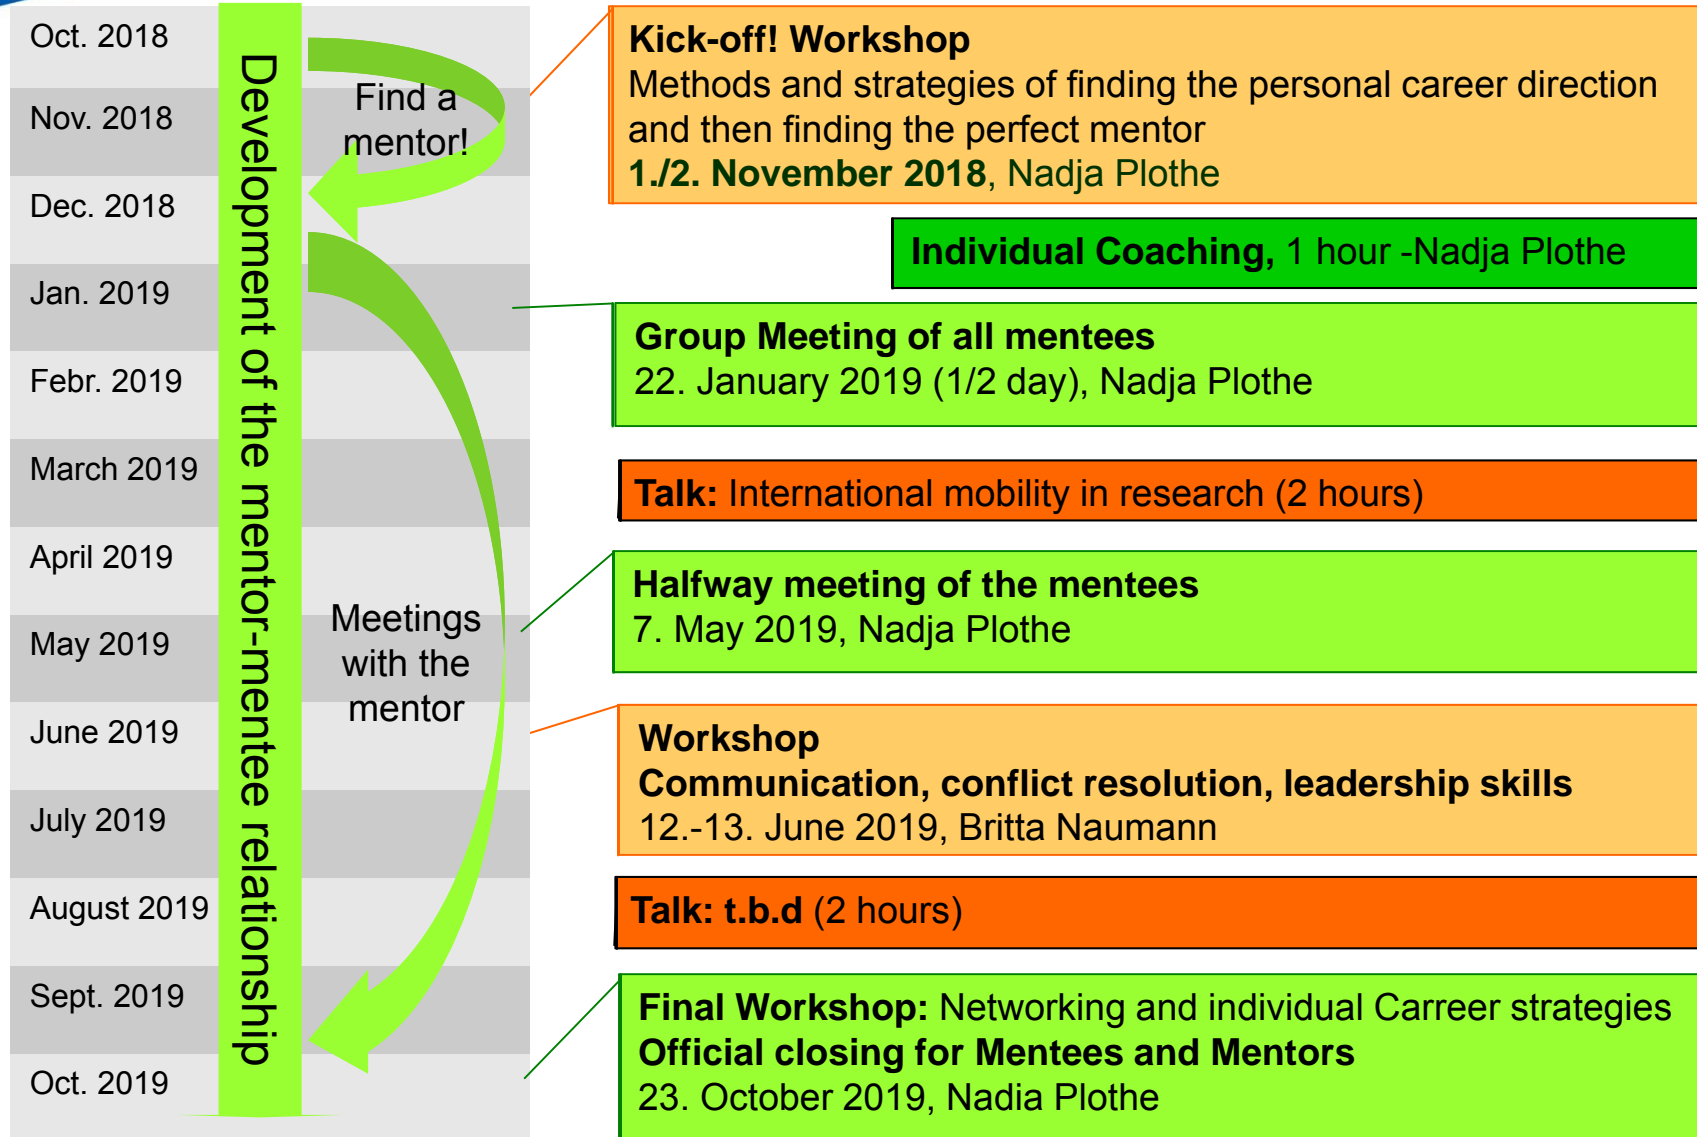 Oct. 2018
Nov. 2018
Dec. 2018
Jan. 2019
Febr. 2019
March 2019
April 2019
May 2019
June 2019
July 2019
August 2019
Sept. 2019
Oct. 2019
Development of the mentor-mentee relationship
Find a
mentor!
Meetings
with the
mentor
Kick-off! Workshop
Methods and strategies of finding the personal career direction
and then finding the perfect mentor
1./2. November 2018, Nadja Plothe
Individual Coaching, 1 hour -Nadja Plothe
Group Meeting of all mentees
22. January 2019 (1/2 day), Nadja Plothe
Talk: International mobility in research (2 hours)
Halfway meeting of the mentees
7. May 2019, Nadja Plothe
Workshop
Communication, conflict resolution, leadership skills
12.-13. June 2019, Britta Naumann
Talk: t.b.d (2 hours)
Final Workshop: Networking and individual Carreer strategies
Official closing for Mentees and Mentors
23. October 2019, Nadia Plothe